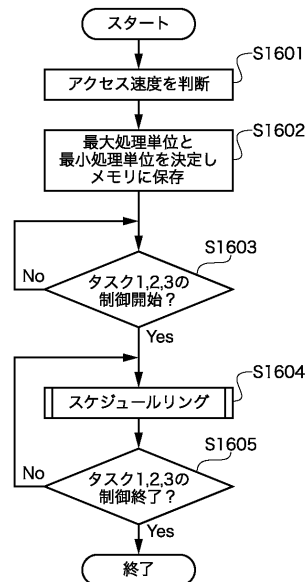 スタート
S1601
アクセス速度を判断
S1602
最大処理単位と
最小処理単位を決定し
メモリに保存
S1603
No
タスク1,2,3の
制御開始？
Yes
S1604
スケジュールリング
S1605
No
タスク1,2,3の
制御終了？
Yes
終了